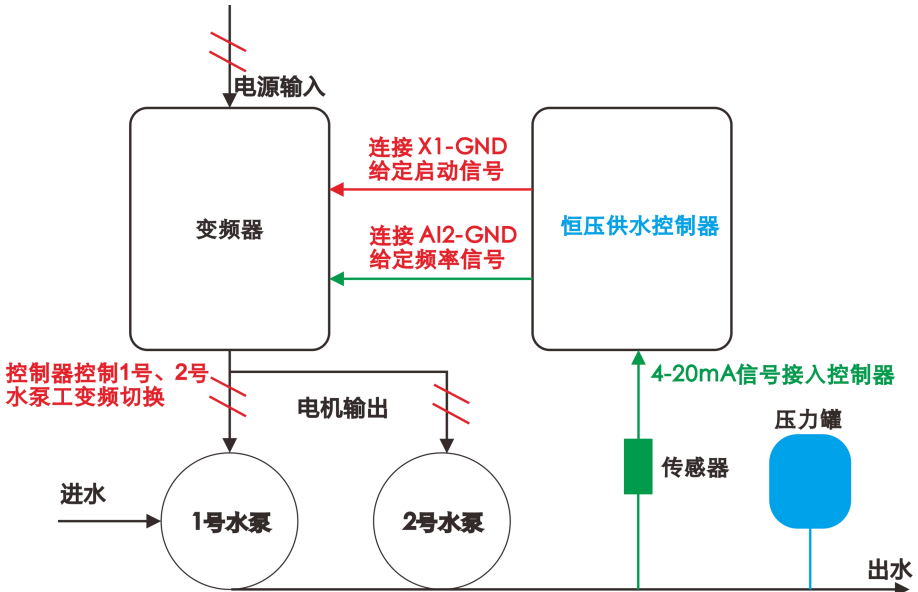 电源输入
连接 X1-GND
给定启动信号
变频器
恒压供水控制器
连接 AI2-GND
给定频率信号
控制器控制1号、2号
水泵工变频切换
4-20mA信号接入控制器
电机输出
压力罐
传感器
进水
1号水泵
2号水泵
出水